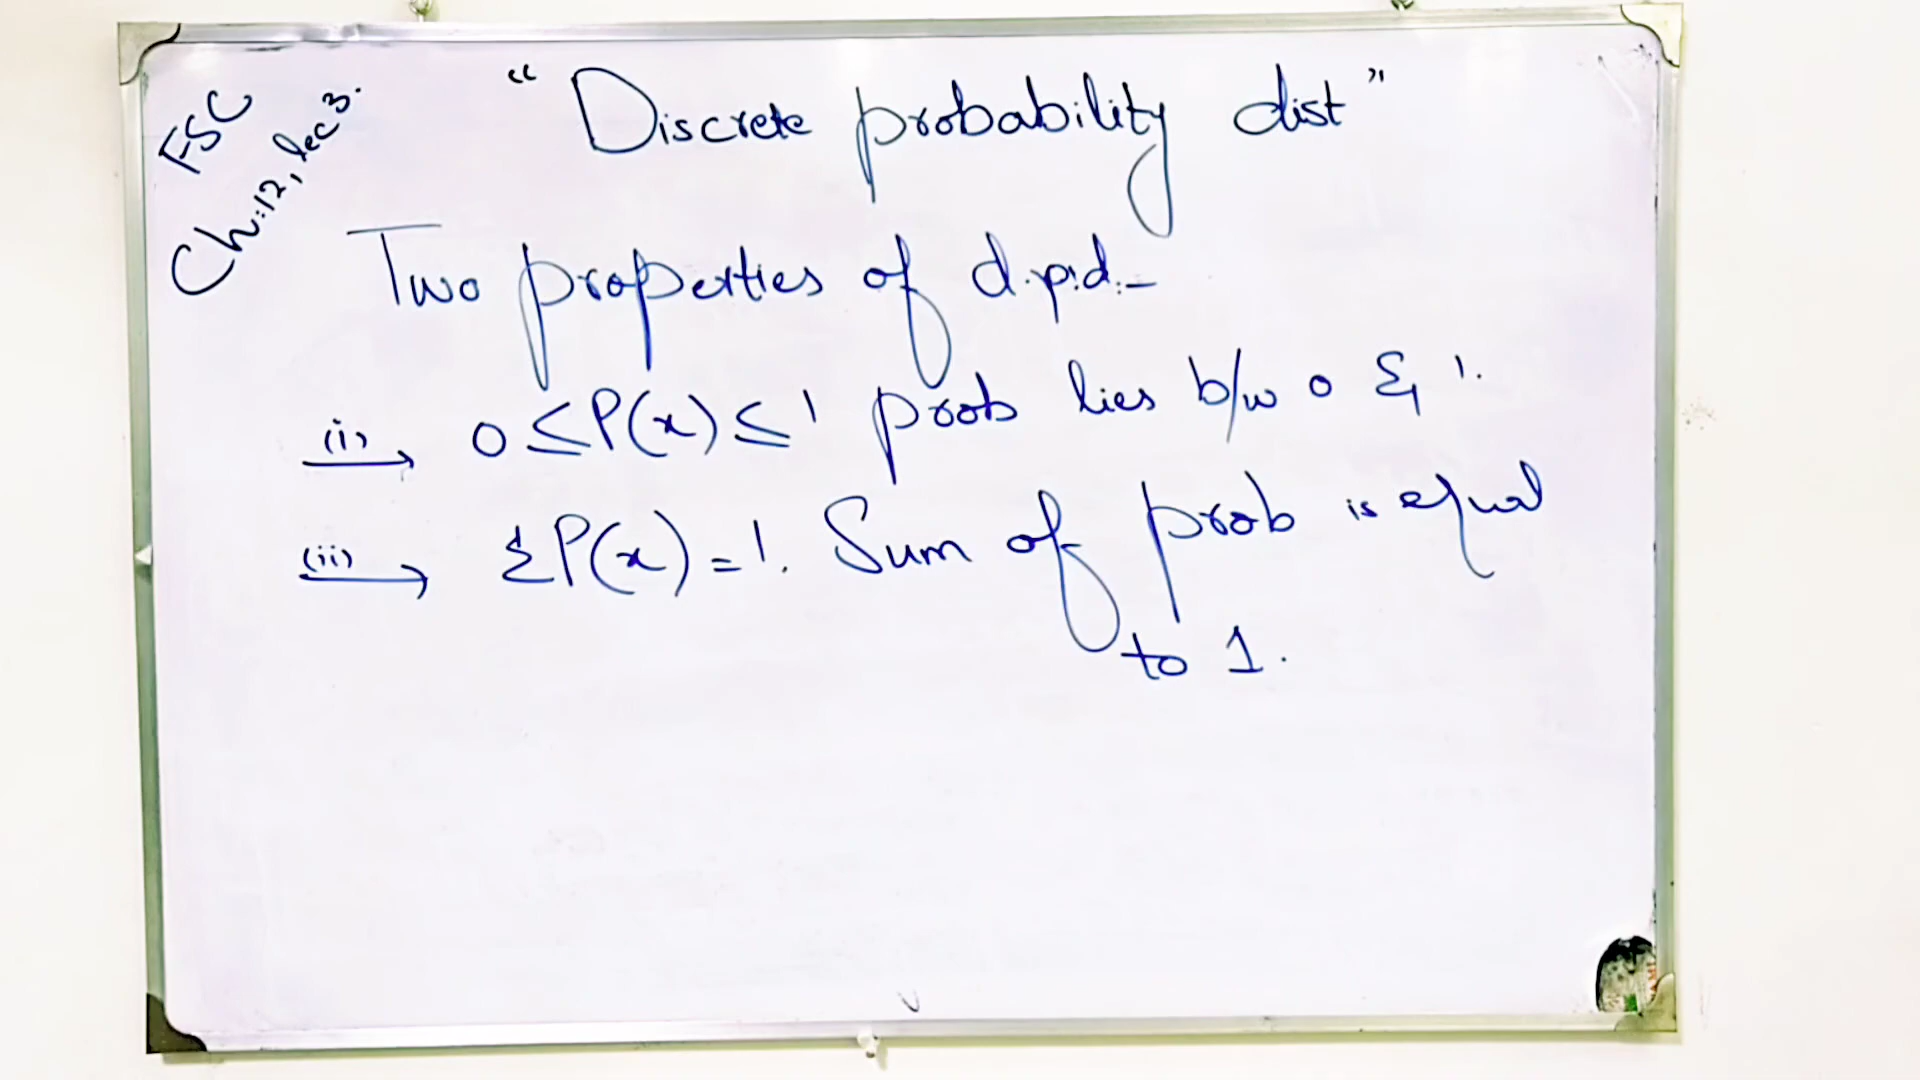 FSC
Ch:12, lec 3.
"Discrete probability dist"
Two properties of d.p.d:-
(i) → 0 ≤ P(x) ≤ 1 prob lies b/w 0 & 1.
(ii) → ΣP(x) = 1. Sum of prob is equal
to 1.